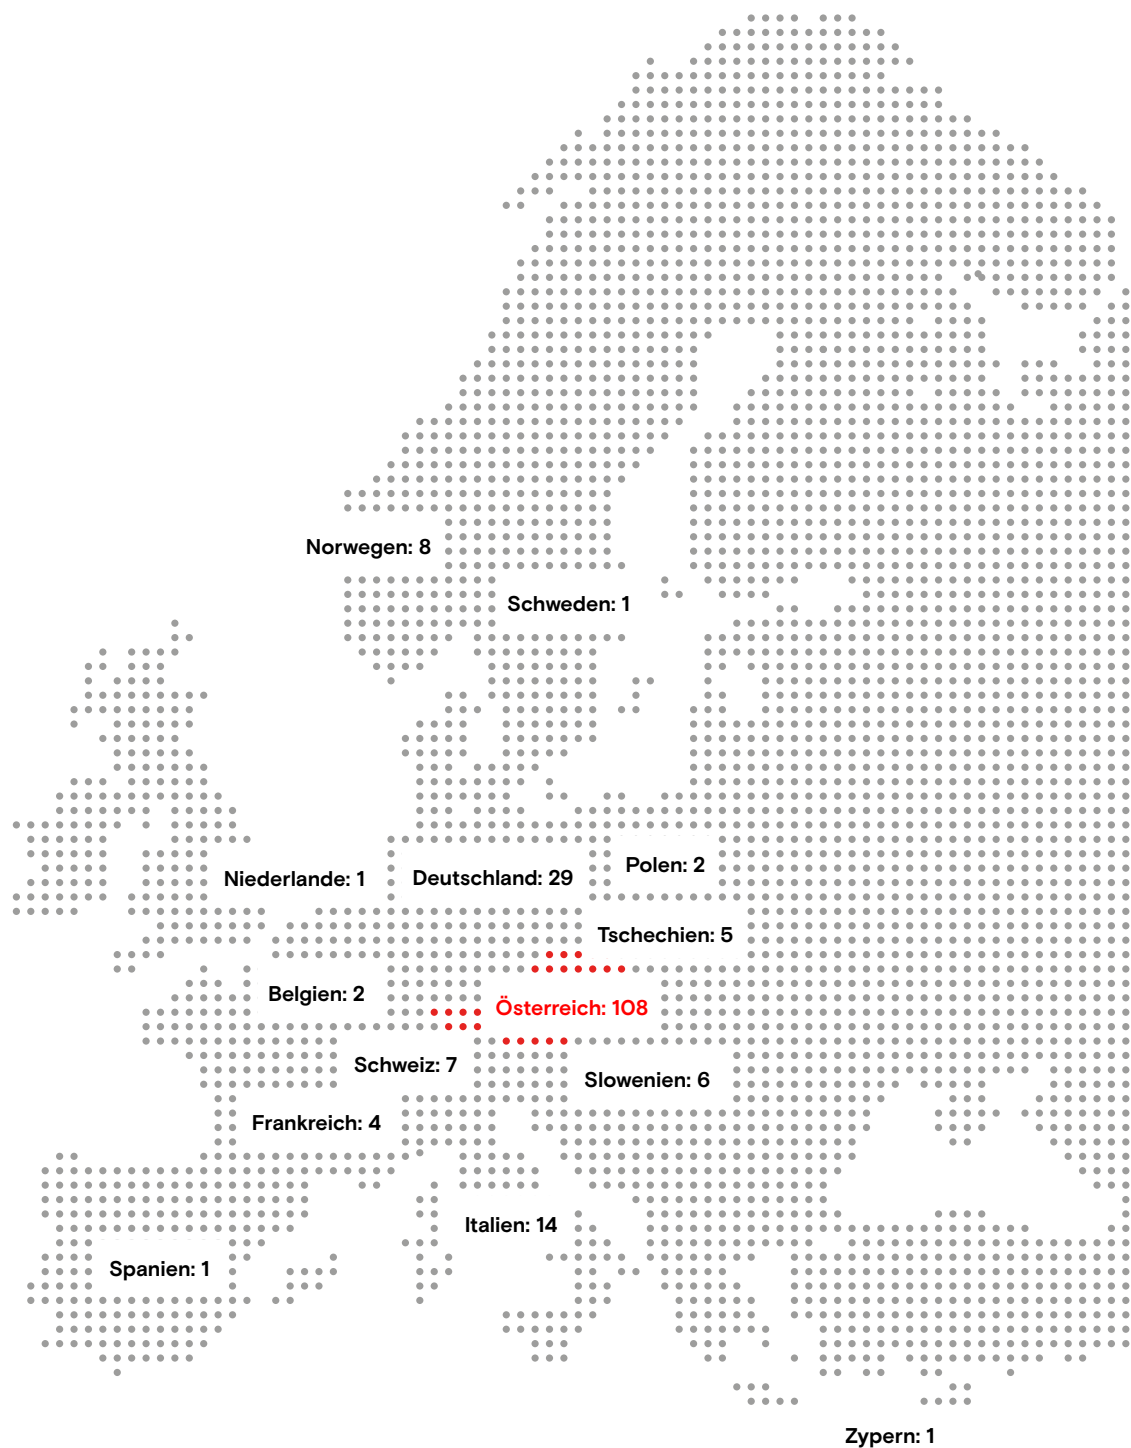 Norwegen: 8
Schweden: 1
Polen: 2
Niederlande: 1
Deutschland: 29
Tschechien: 5
Belgien: 2
Österreich: 108
Schweiz: 7
Slowenien: 6
Frankreich: 4
Italien: 14
Spanien: 1
Zypern: 1